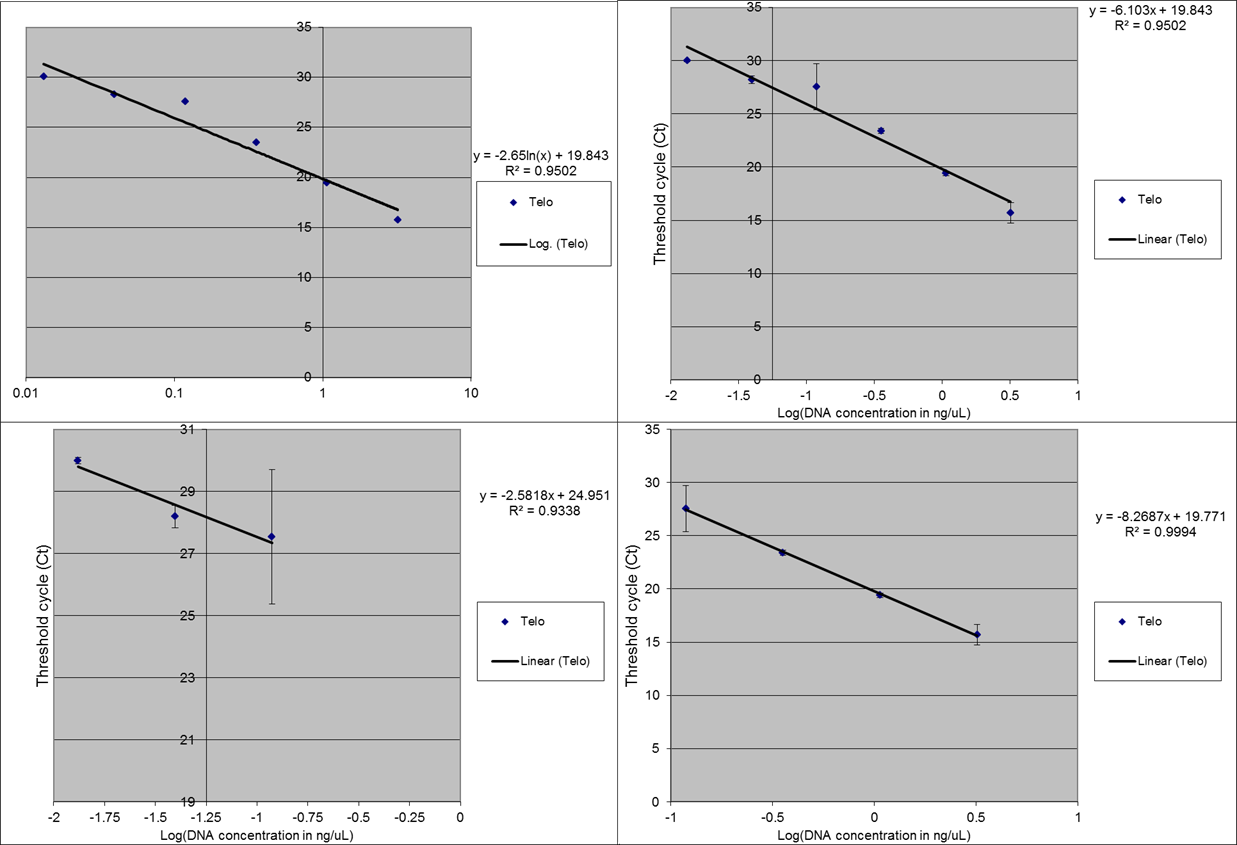 35
30
25
20
15
10
5
0
0.01
0.1
1
10
y = -2.65ln(x) + 19.843
R² = 0.9502
Telo
Log. (Telo)
Threshold cycle (Ct)
35
30
25
20
15
10
5
0
-2
-1.5
-1
-0.5
0
0.5
1
Log(DNA concentration in ng/uL)
y = -6.103x + 19.843
R² = 0.9502
Telo
Linear (Telo)
Threshold cycle (Ct)
31
29
27
25
23
21
19
-2
-1.75
-1.5
-1.25
-1
-0.75
-0.5
-0.25
0
Log(DNA concentration in ng/uL)
y = -2.5818x + 24.951
R² = 0.9338
Telo
Linear (Telo)
Threshold cycle (Ct)
35
30
25
20
15
10
5
0
-1
-0.5
0
0.5
1
Log(DNA concentration in ng/uL)
y = -8.2687x + 19.771
R² = 0.9994
Telo
Linear (Telo)